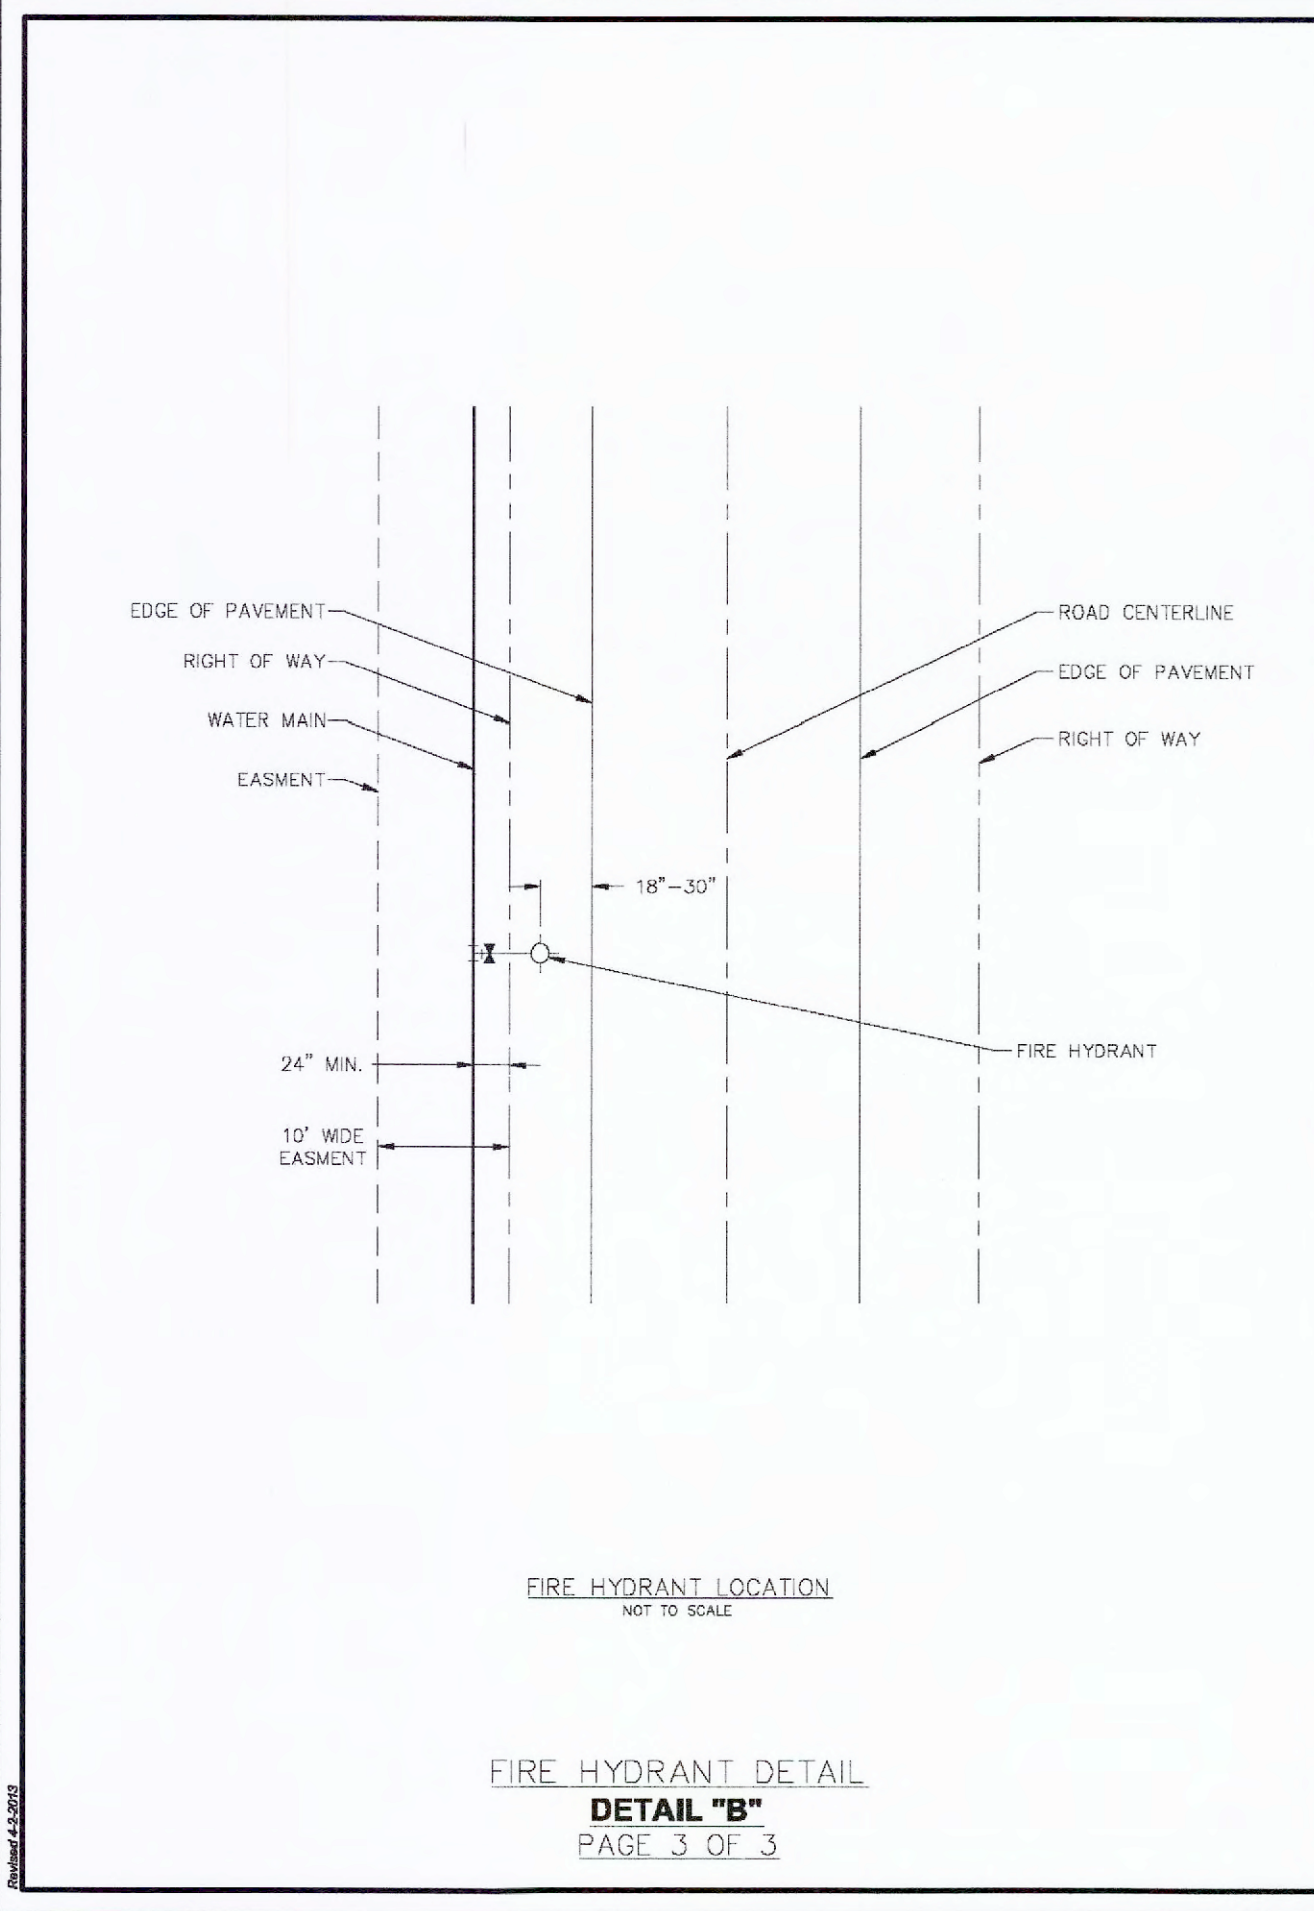 EDGE OF PAVEMENT
RIGHT OF WAY
WATER MAIN
EASMENT
ROAD CENTERLINE
EDGE OF PAVEMENT
RIGHT OF WAY
18"-30"
FIRE HYDRANT
24" MIN.
10' WIDE
EASMENT
FIRE HYDRANT LOCATION
NOT TO SCALE
FIRE HYDRANT DETAIL
DETAIL "B"
PAGE 3 OF 3
Revised 4-2-2013